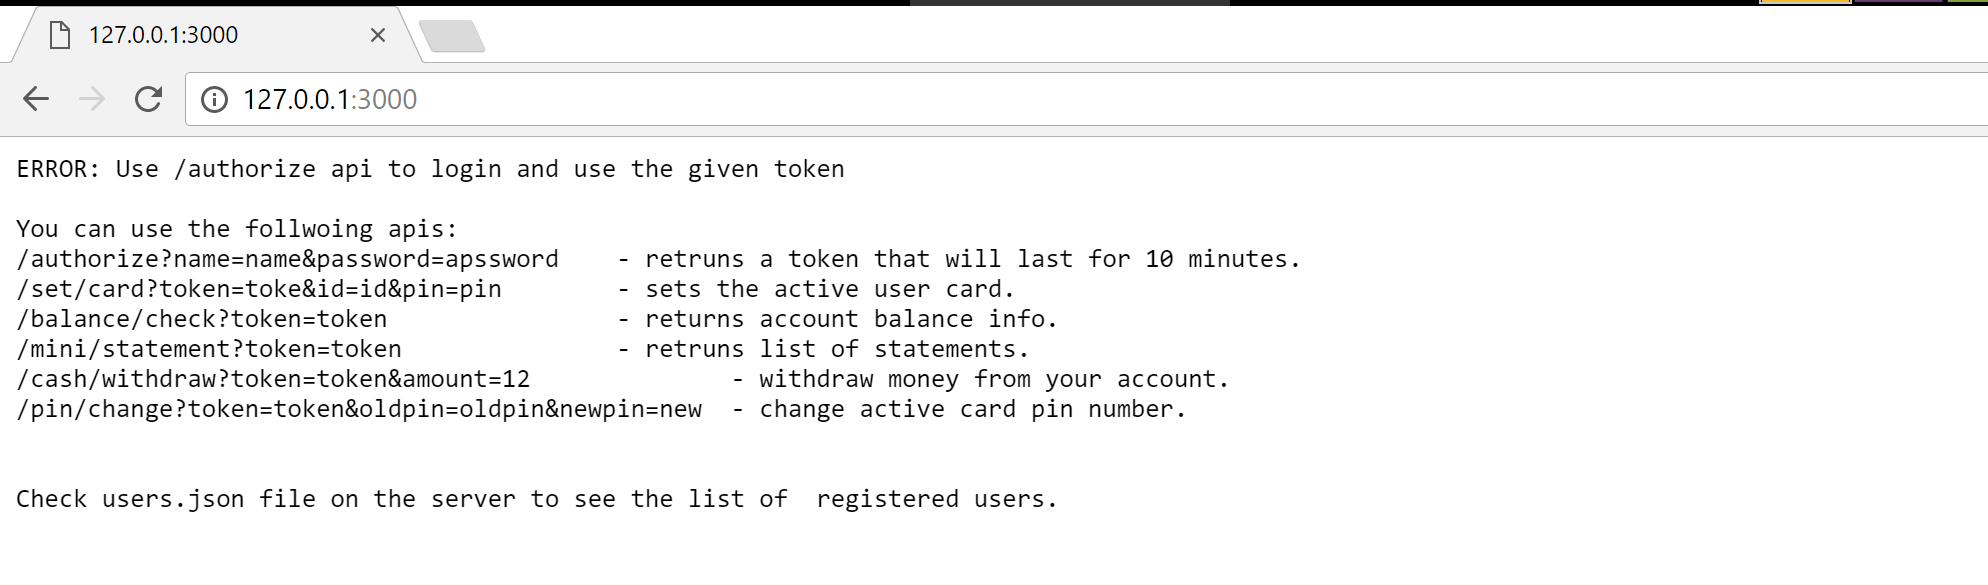 127.0.0.1:3000
127.0.0.1:3000
ERROR: Use /authorize api to login and use the given token
You can use the follwoing apis:
/authorize?name=name&password=apssword - retruns a token that will last for 10 minutes.
/set/card?token=toke&id=id&pin=pin - sets the active user card.
/balance/check?token=token - returns account balance info.
/mini/statement?token=token - retruns list of statements.
/cash/withdraw?token=token&amount=12 - withdraw money from your account.
/pin/change?token=token&oldpin=oldpin&newpin=new - change active card pin number.
Check users.json file on the server to see the list of  registered users.